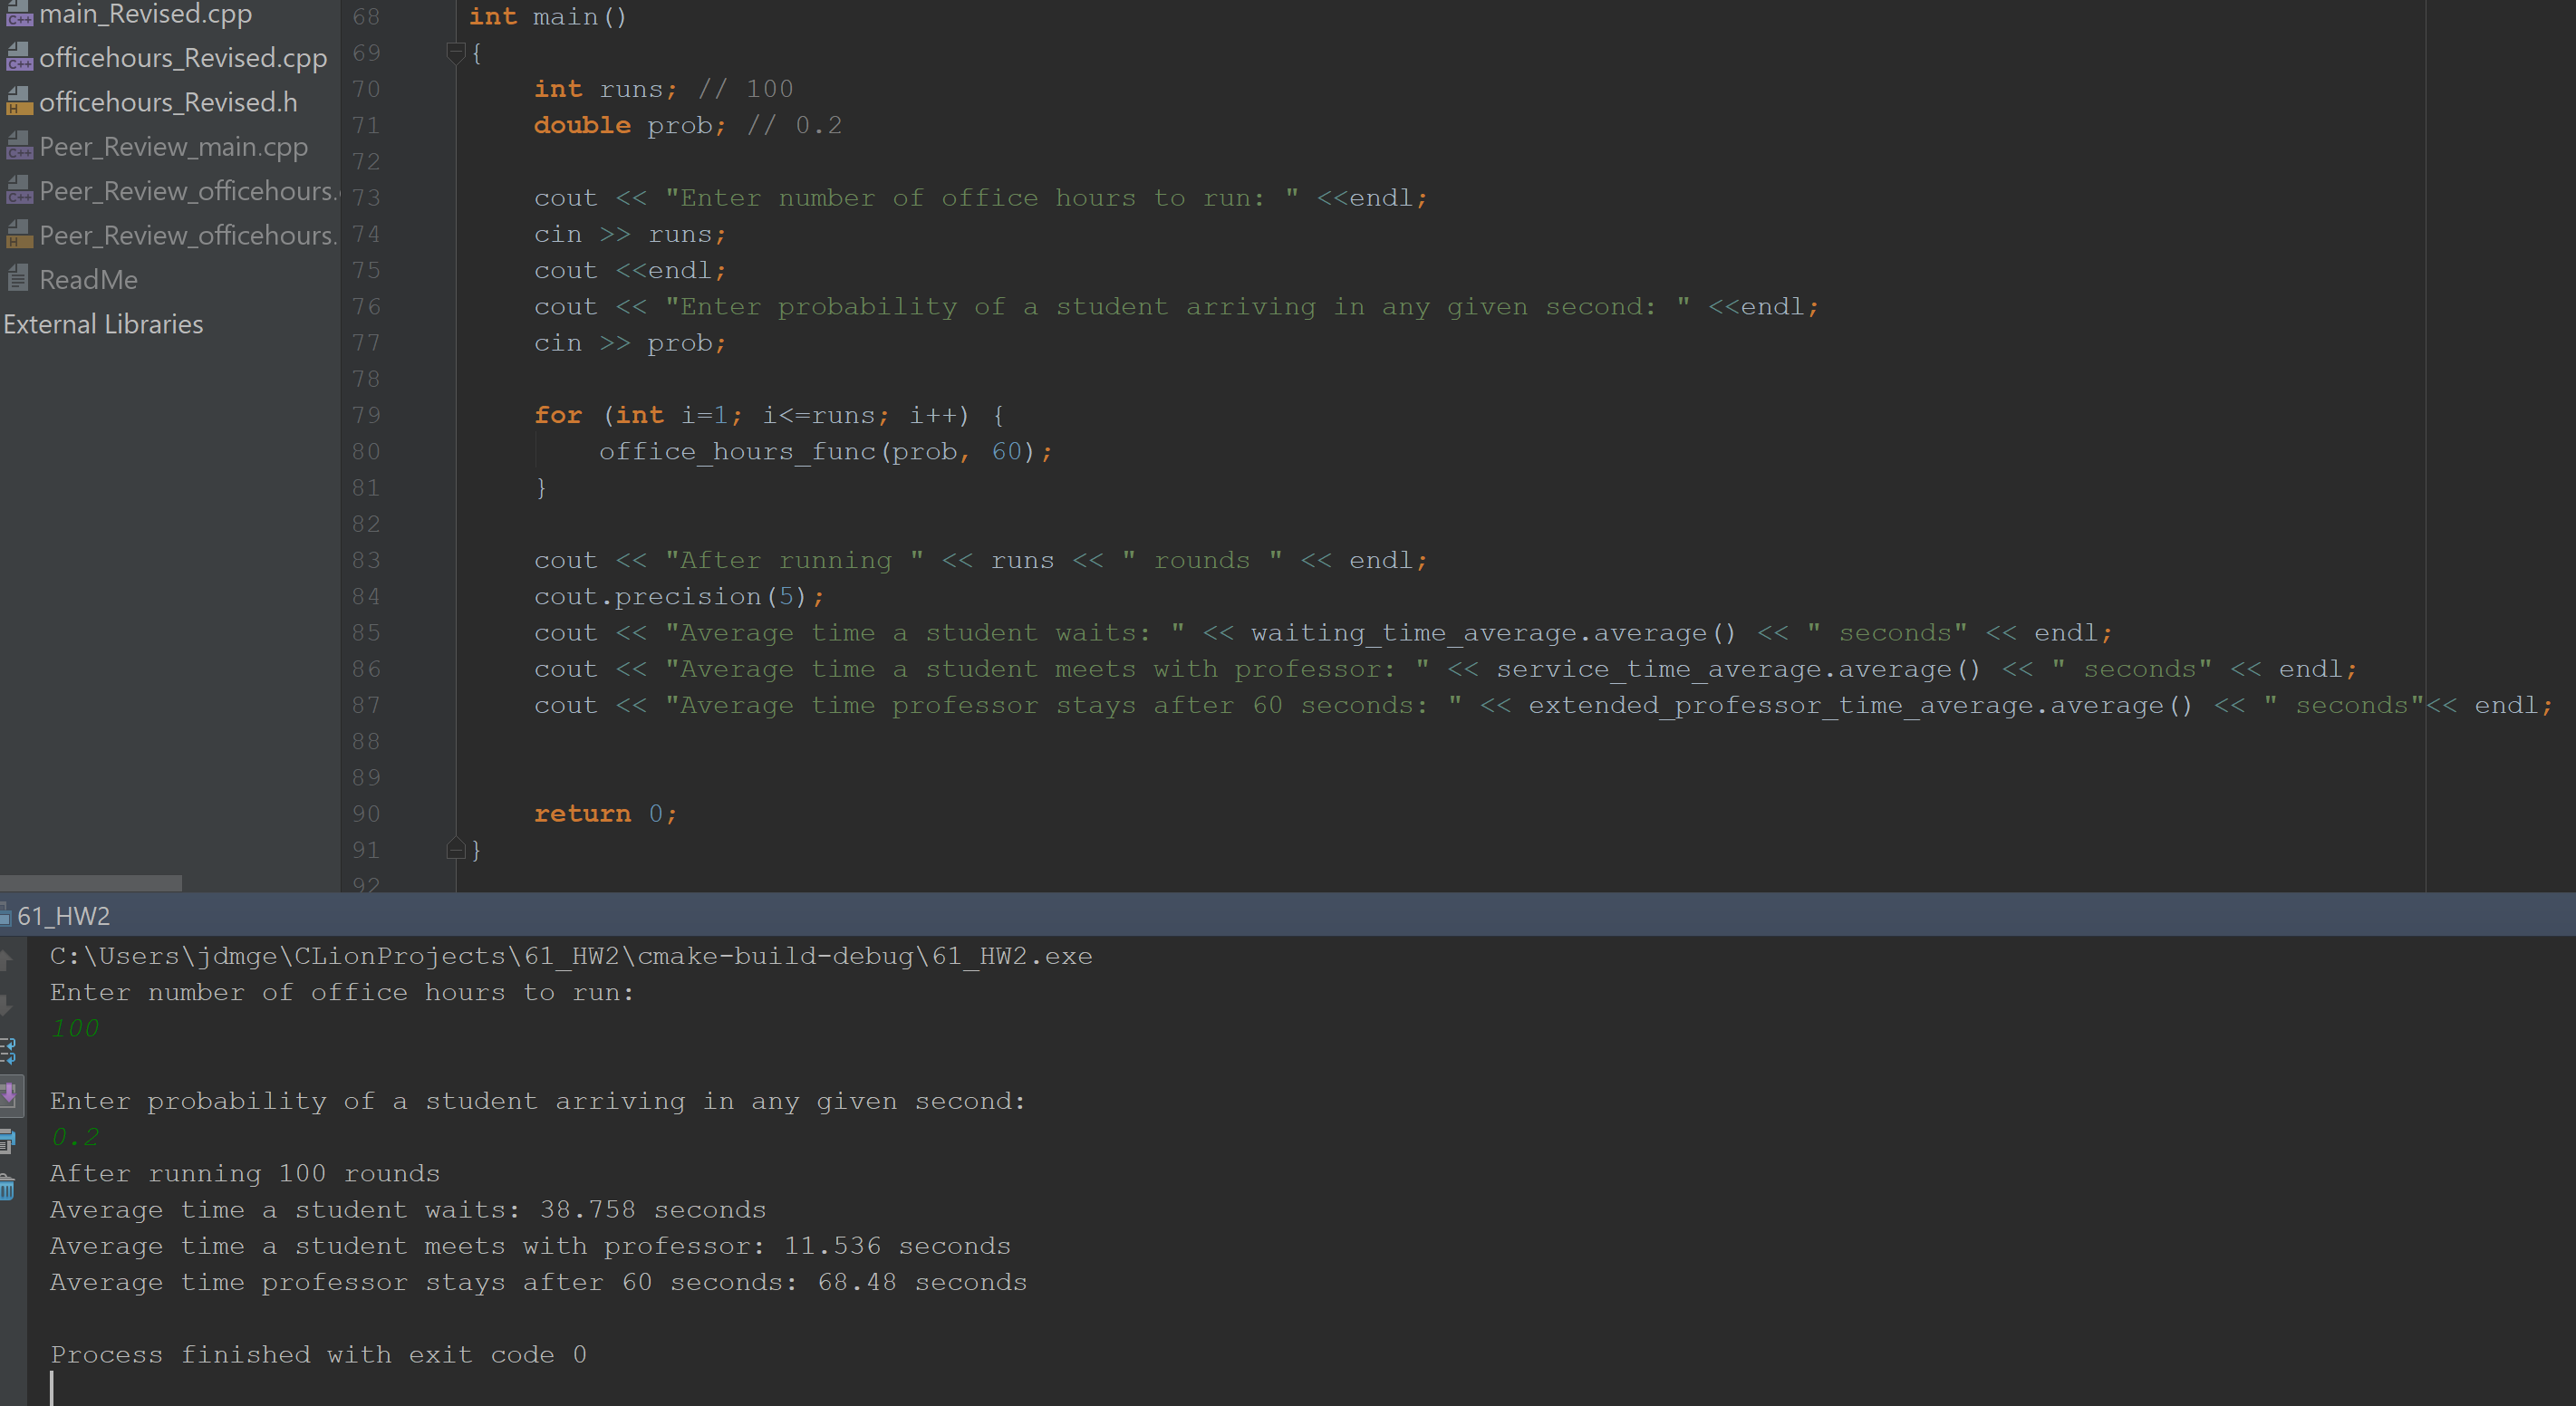 main_Revised.cpp
officehours_Revised.cpp
officehours_Revised.h
Peer_Review_main.cpp
Peer_Review_officehours.
Peer_Review_officehours.
ReadMe
External Libraries
68 int main()
69 {
70 int runs; // 100
71 double prob; // 0.2
72
73 cout << "Enter number of office hours to run: " <<endl;
74 cin >> runs;
75 cout <<endl;
76 cout << "Enter probability of a student arriving in any given second: " <<endl;
77 cin >> prob;
78
79 for (int i=1; i<=runs; i++) {
80 office_hours_func(prob, 60);
81 }
82
83 cout << "After running " << runs << " rounds " << endl;
84 cout.precision(5);
85 cout << "Average time a student waits: " << waiting_time_average.average() << " seconds" << endl;
86 cout << "Average time a student meets with professor: " << service_time_average.average() << " seconds" << endl;
87 cout << "Average time professor stays after 60 seconds: " << extended_professor_time_average.average() << " seconds"<< endl;
88
89
90 return 0;
91 }
92
61_HW2
C:\Users\jdmge\CLionProjects\61_HW2\cmake-build-debug\61_HW2.exe
Enter number of office hours to run:
100
Enter probability of a student arriving in any given second:
0.2
After running 100 rounds
Average time a student waits: 38.758 seconds
Average time a student meets with professor: 11.536 seconds
Average time professor stays after 60 seconds: 68.48 seconds
Process finished with exit code 0